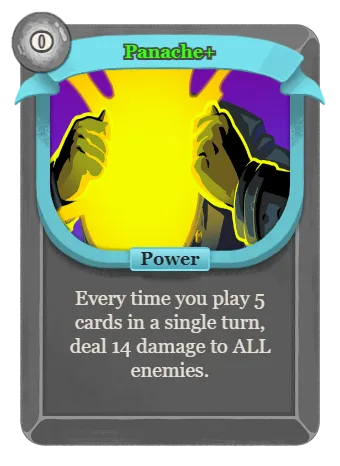 0
Panache+
Power
Every time you play 5
cards in a single turn,
deal 14 damage to ALL
enemies.